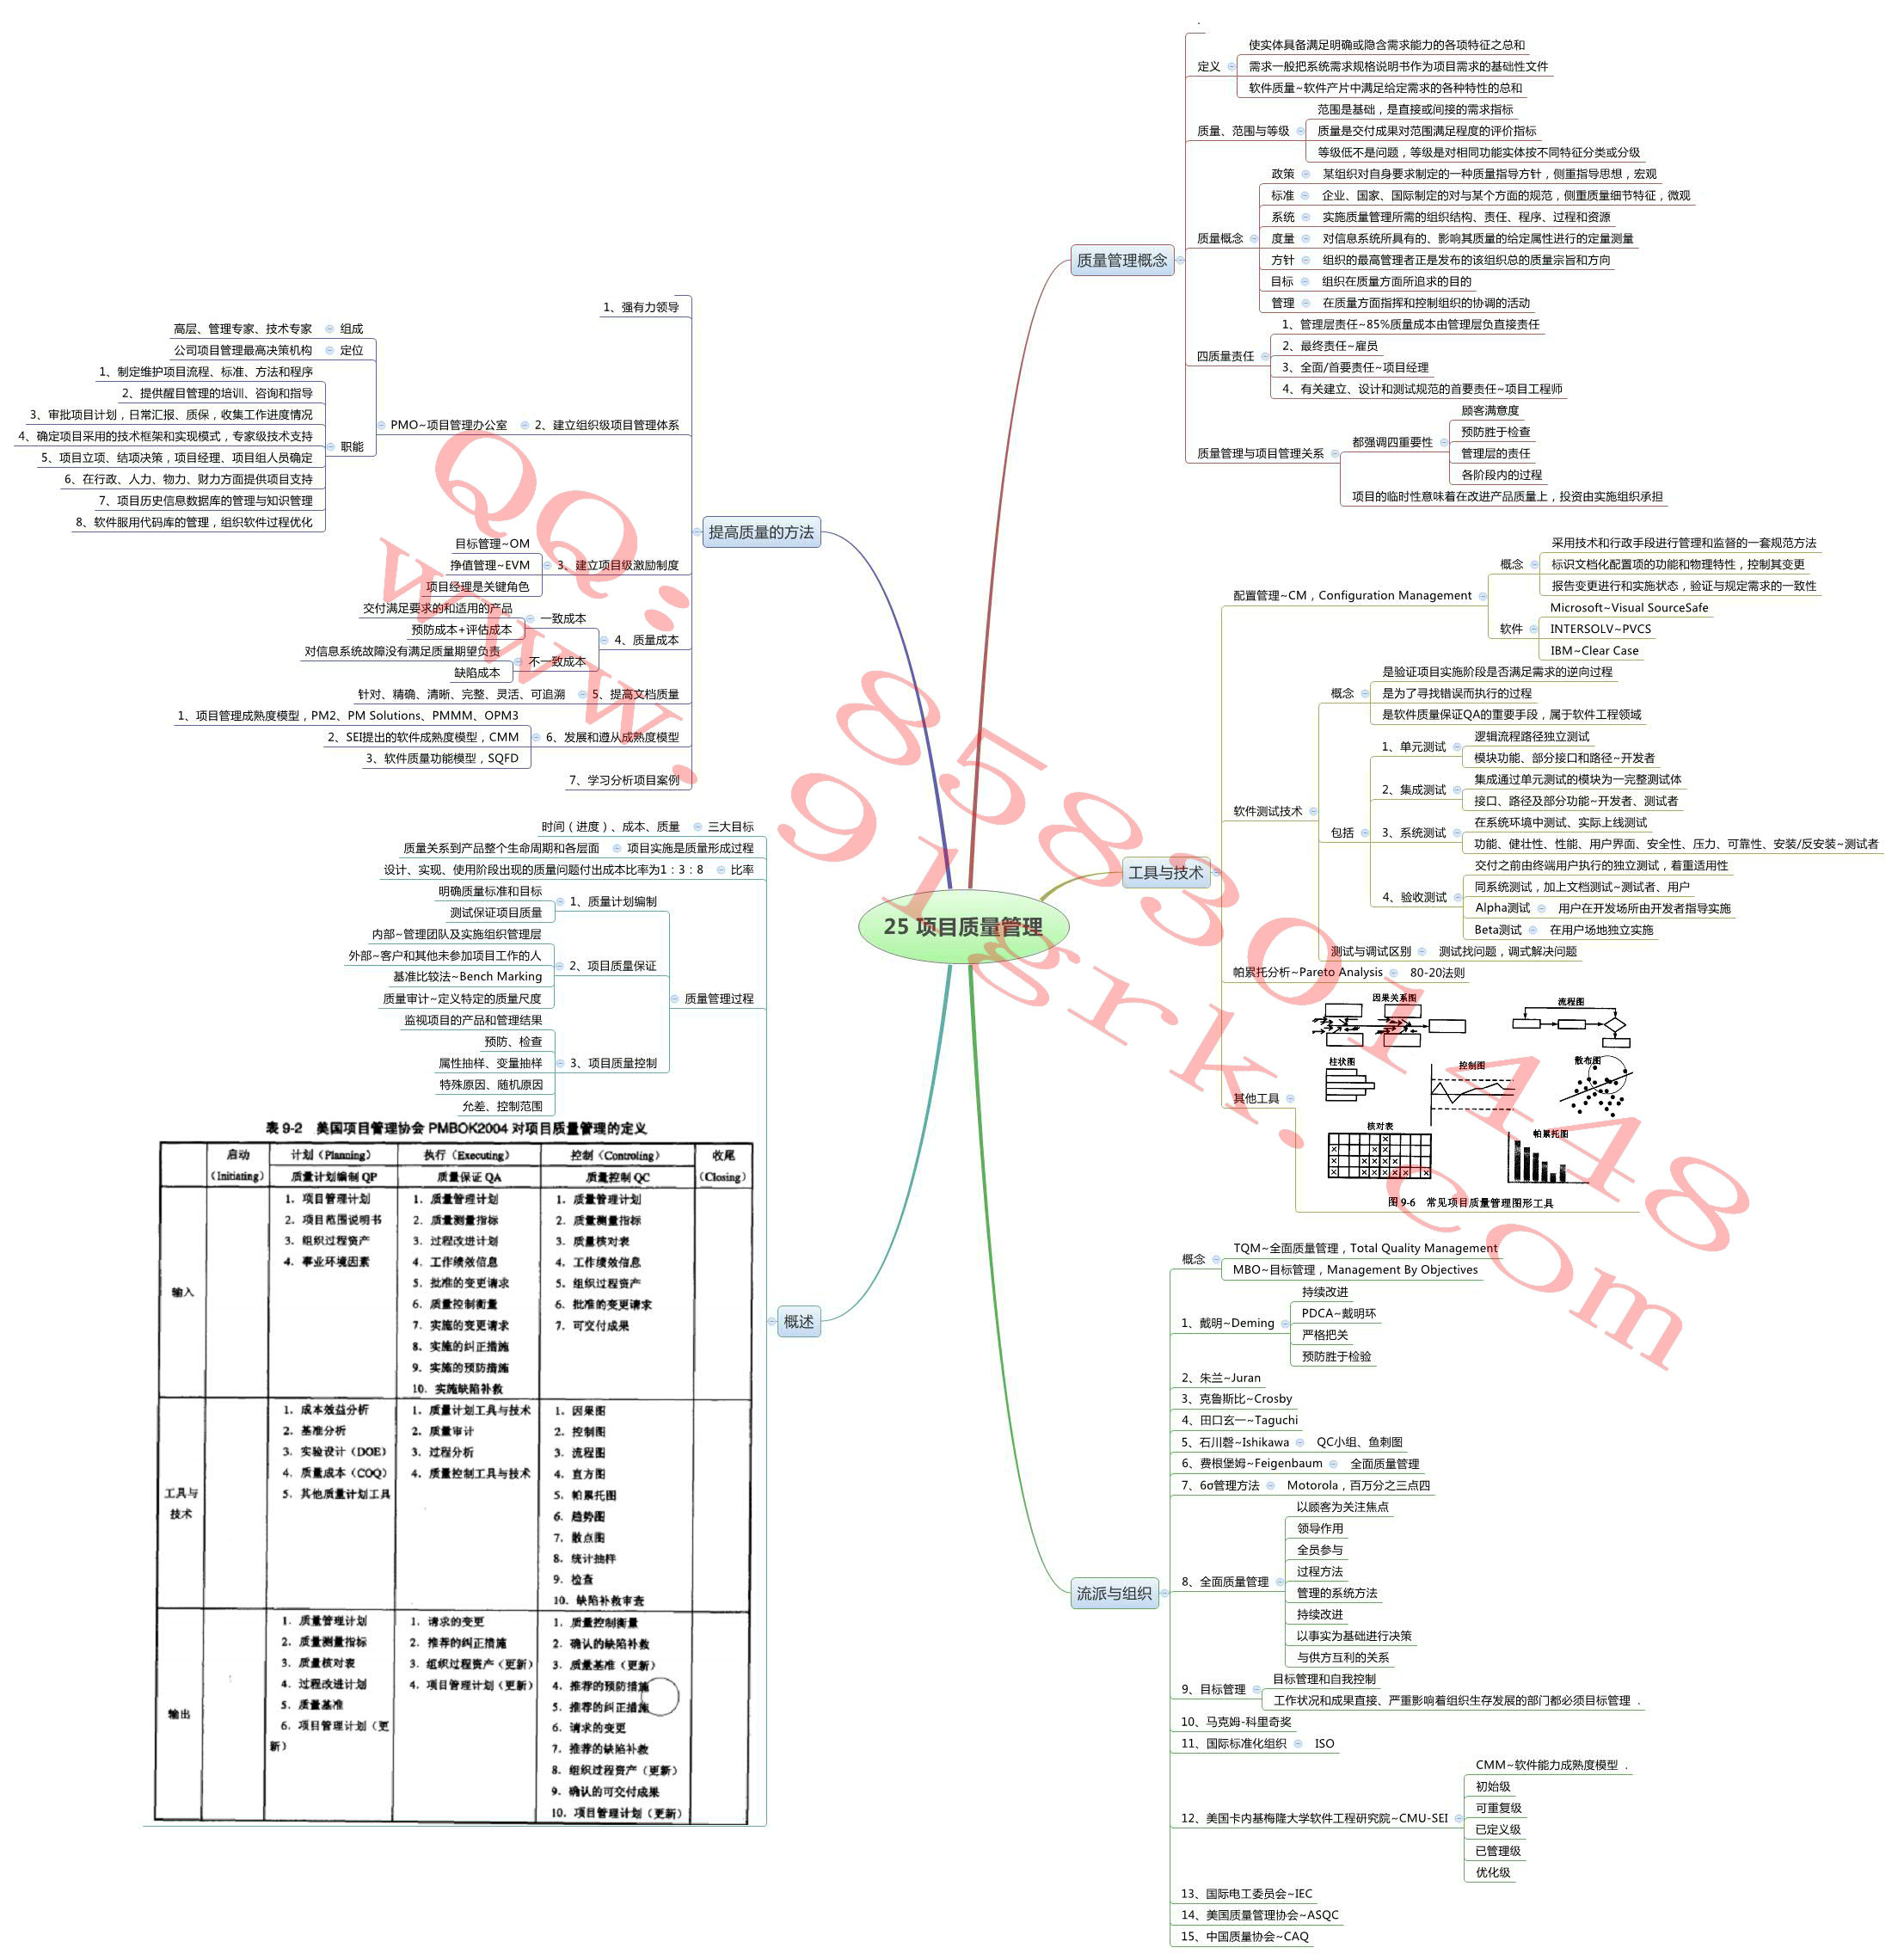 25 项目质量管理
质量管理概念
定义
使实体具备满足明确或隐含需求能力的各项特征之总和
需求一般把系统需求规格说明书作为项目需求的基础性文件
软件质量~软件产片中满足给定需求的各种特性的总和
质量、范围与等级
范围是基础，是直接或间接的需求指标
质量是交付成果对范围满足程度的评价指标
等级低不是问题，等级是对相同功能实体按不同特征分类或分级
质量概念
政策 某组织对自身要求制定的一种质量指导方针，侧重指导思想，宏观
标准 企业、国家、国际制定的对与某个方面的规范，侧重质量细节特征，微观
系统 实施质量管理所需的组织结构、责任、程序、过程和资源
度量 对信息系统所具有的、影响其质量的给定属性进行的定量测量
方针 组织的最高管理者正是发布的该组织总的质量宗旨和方向
目标 组织在质量方面所追求的目的
管理 在质量方面指挥和控制组织的协调的活动
四质量责任
1、管理层责任~85%质量成本由管理层负直接责任
2、最终责任~雇员
3、全面/首要责任~项目经理
4、有关建立、设计和测试规范的首要责任~项目工程师
质量管理与项目管理关系
都强调四重要性
顾客满意度
预防胜于检查
管理层的责任
各阶段内的过程
项目的临时性意味着在改进产品质量上，投资由实施组织承担
工具与技术
配置管理~CM，Configuration Management
概念
采用技术和行政手段进行管理和监督的一套规范方法
标识文档化配置项的功能和物理特性，控制其变更
报告变更进行和实施状态，验证与规定需求的一致性
软件
Microsoft~Visual SourceSafe
INTERSOLV~PVCS
IBM~Clear Case
软件测试技术
概念
是验证项目实施阶段是否满足需求的逆向过程
是为了寻找错误而执行的过程
是软件质量保证QA的重要手段，属于软件工程领域
包括
1、单元测试
逻辑流程路径独立测试
模块功能、部分接口和路径~开发者
2、集成测试
集成通过单元测试的模块为一完整测试体
接口、路径及部分功能~开发者、测试者
3、系统测试
在系统环境中测试、实际上线测试
功能、健壮性、性能、用户界面、安全性、压力、可靠性、安装/反安装~测试者
4、验收测试
交付之前由终端用户执行的独立测试，着重适用性
同系统测试，加上文档测试~测试者、用户
Alpha测试 用户在开发场所由开发者指导实施
Beta测试 在用户场地独立实施
测试与调试区别 测试找问题，调式解决问题
帕累托分析~Pareto Analysis 80-20法则
其他工具
因果关系图
流程图
柱状图
控制图
散布图
核对表
帕累托图
图 9-6 常见项目质量管理图形工具
流派与组织
概念
TQM~全面质量管理，Total Quality Management
MBO~目标管理，Management By Objectives
1、戴明~Deming
持续改进
PDCA~戴明环
严格把关
预防胜于检验
2、朱兰~Juran
3、克鲁斯比~Crosby
4、田口玄一~Taguchi
5、石川磬~Ishikawa QC小组、鱼刺图
6、费根堡姆~Feigenbaum 全面质量管理
7、6σ管理方法 Motorola，百万分之三点四
8、全面质量管理
以顾客为关注焦点
领导作用
全员参与
过程方法
管理的系统方法
持续改进
以事实为基础进行决策
与供方互利的关系
9、目标管理
目标管理和自我控制
工作状况和成果直接、严重影响着组织生存发展的部门都必须目标管理 .
10、马克姆-科里奇奖
11、国际标准化组织 ISO
12、美国卡内基梅隆大学软件工程研究院~CMU-SEI
CMM~软件能力成熟度模型 .
初始级
可重复级
已定义级
已管理级
优化级
13、国际电工委员会~IEC
14、美国质量管理协会~ASQC
15、中国质量协会~CAQ
提高质量的方法
1、强有力领导
2、建立组织级项目管理体系
PMO~项目管理办公室
高层、管理专家、技术专家 组成
公司项目管理最高决策机构 定位
职能
1、制定维护项目流程、标准、方法和程序
2、提供醒目管理的培训、咨询和指导
3、审批项目计划，日常汇报、质保，收集工作进度情况
4、确定项目采用的技术框架和实现模式，专家级技术支持
5、项目立项、结项决策，项目经理、项目组人员确定
6、在行政、人力、物力、财力方面提供项目支持
7、项目历史信息数据库的管理与知识管理
8、软件服用代码库的管理，组织软件过程优化
3、建立项目级激励制度
目标管理~OM
挣值管理~EVM
项目经理是关键角色
4、质量成本
一致成本
交付满足要求的和适用的产品
预防成本+评估成本
不一致成本
对信息系统故障没有满足质量期望负责
缺陷成本
针对、精确、清晰、完整、灵活、可追溯 5、提高文档质量
6、发展和遵从成熟度模型
1、项目管理成熟度模型，PM2、PM Solutions、PMMM、OPM3
2、SEI提出的软件成熟度模型，CMM
3、软件质量功能模型，SQFD
7、学习分析项目案例
概述
时间（进度）、成本、质量 三大目标
质量关系到产品整个生命周期和各层面 项目实施是质量形成过程
设计、实现、使用阶段出现的质量问题付出成本比率为1：3：8 比率
质量管理过程
1、质量计划编制
明确质量标准和目标
测试保证项目质量
2、项目质量保证
内部~管理团队及实施组织管理层
外部~客户和其他未参加项目工作的人
基准比较法~Bench Marking
质量审计~定义特定的质量尺度
3、项目质量控制
监视项目的产品和管理结果
预防、检查
属性抽样、变量抽样
特殊原因、随机原因
允差、控制范围
表 9-2 美国项目管理协会 PMBOK2004 对项目质量管理的定义
启动（Initiating） 计划（Planning） 执行（Executing） 控制（Controling） 收尾（Closing）
质量计划编制 QP 质量保证 QA 质量控制 QC
输入
1. 项目管理计划
2. 项目范围说明书
3. 组织过程资产
4. 事业环境因素
1. 质量管理计划
2. 质量测量指标
3. 过程改进计划
4. 工作绩效信息
5. 批准的变更请求
6. 质量控制衡量
7. 实施的变更请求
8. 实施的纠正措施
9. 实施的预防措施
10. 实施缺陷补救
1. 质量管理计划
2. 质量测量指标
3. 质量核对表
4. 工作绩效信息
5. 组织过程资产
6. 批准的变更请求
7. 可交付成果
工具与技术
1. 成本效益分析
2. 基准分析
3. 实验设计（DOE）
4. 质量成本（COQ）
5. 其他质量计划工具
1. 质量计划工具与技术
2. 质量审计
3. 过程分析
4. 质量控制工具与技术
1. 因果图
2. 控制图
3. 流程图
4. 直方图
5. 帕累托图
6. 趋势图
7. 散点图
8. 统计抽样
9. 检查
10. 缺陷补救审查
输出
1. 质量管理计划
2. 质量测量指标
3. 质量核对表
4. 过程改进计划
5. 质量基准
6. 项目管理计划（更新）
1. 请求的变更
2. 推荐的纠正措施
3. 组织过程资产（更新）
4. 项目管理计划（更新）
1. 质量控制衡量
2. 确认的缺陷补救
3. 质量基准（更新）
4. 推荐的预防措施
5. 推荐的纠正措施
6. 请求的变更
7. 推荐的缺陷补救
8. 组织过程资产（更新）
9. 确认的可交付成果
10. 项目管理计划（更新）
QQ: 858301448
www.91grk.com